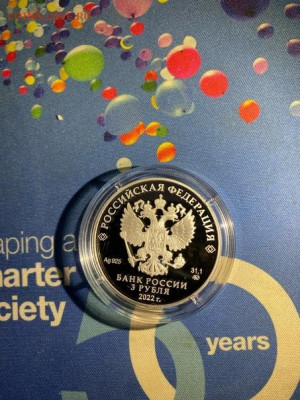 РОССИЙСКАЯ ФЕДЕРАЦИЯ
Ag 925
31,1
БАНК РОССИИ
3 РУБЛЯ
2022 г.
aping a
narter
ciety
years